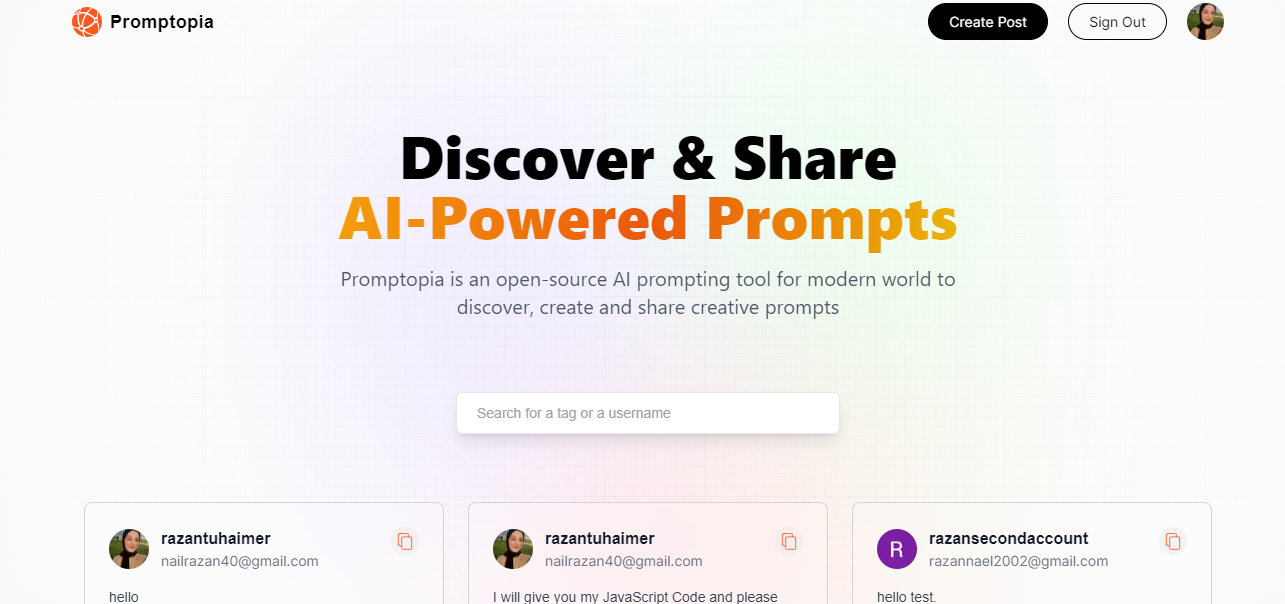 Promptopia
Create Post
Sign Out
Discover & Share
AI-Powered Prompts
Promptopia is an open-source AI prompting tool for modern world to
discover, create and share creative prompts
Search for a tag or a username
razantuhaimer
nailrazan40@gmail.com
hello
razantuhaimer
nailrazan40@gmail.com
I will give you my JavaScript Code and please
R
razansecondaccount
razannael2002@gmail.com
hello test.